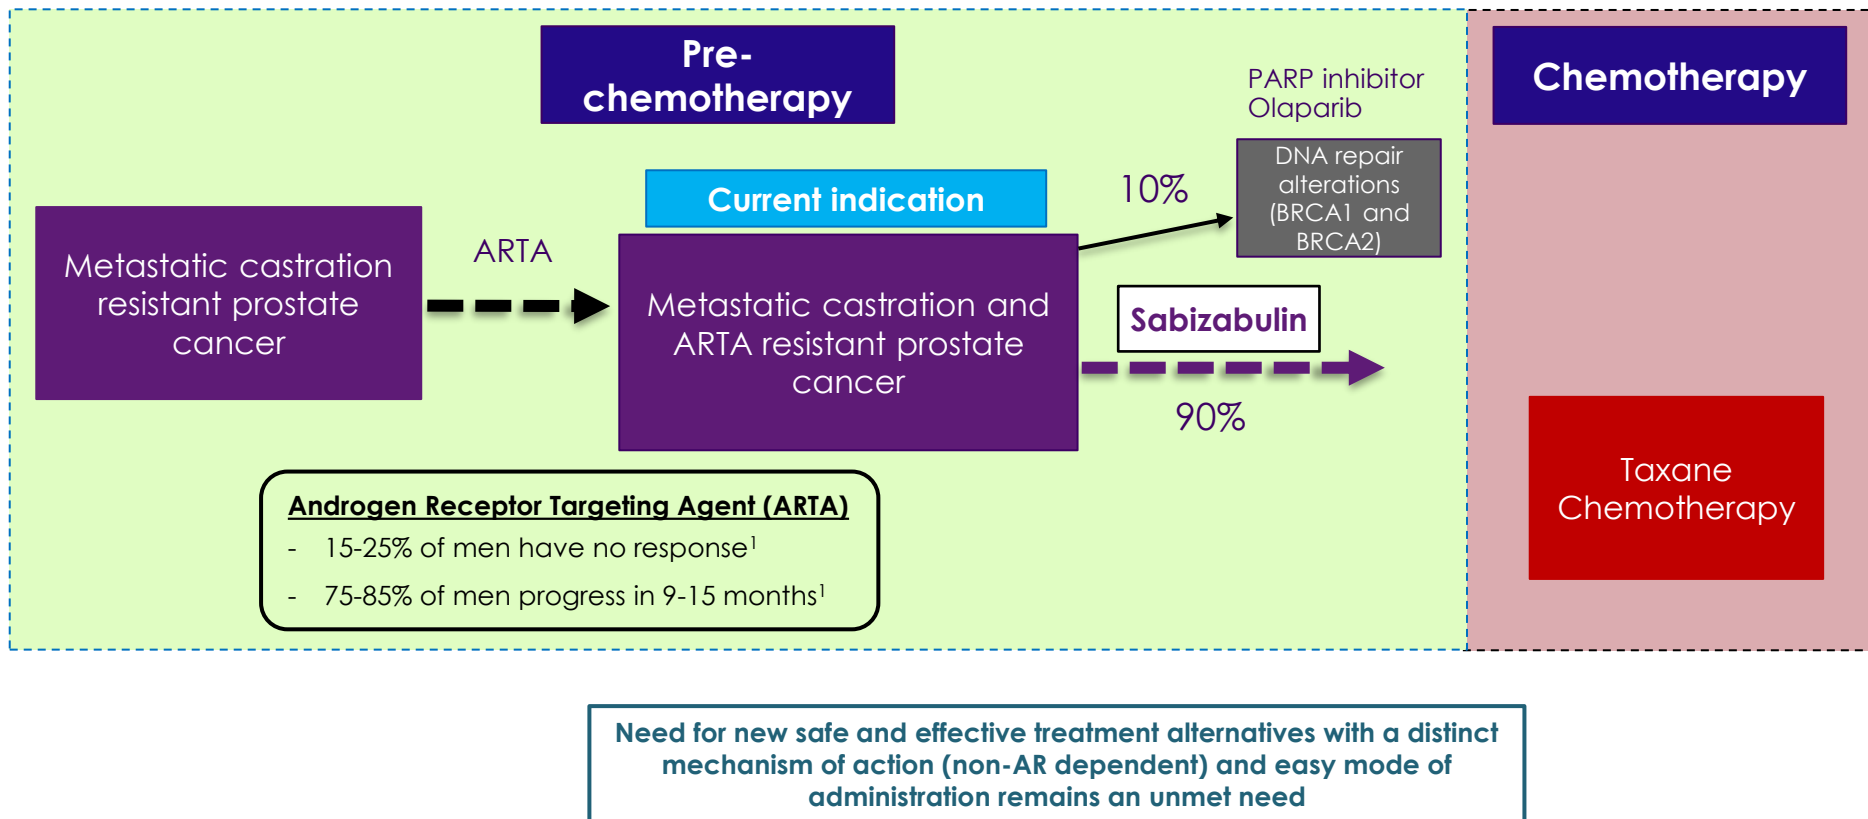 Pre-
chemotherapy
Chemotherapy
PARP inhibitor
Olaparib
DNA repair
alterations
(BRCA1 and
BRCA2)
10%
Current indication
Metastatic castration
resistant prostate
cancer
ARTA
Metastatic castration and
ARTA resistant prostate
cancer
Sabizabulin
90%
Taxane
Chemotherapy
Androgen Receptor Targeting Agent (ARTA)
- 15-25% of men have no response¹
- 75-85% of men progress in 9-15 months¹
Need for new safe and effective treatment alternatives with a distinct
mechanism of action (non-AR dependent) and easy mode of
administration remains an unmet need